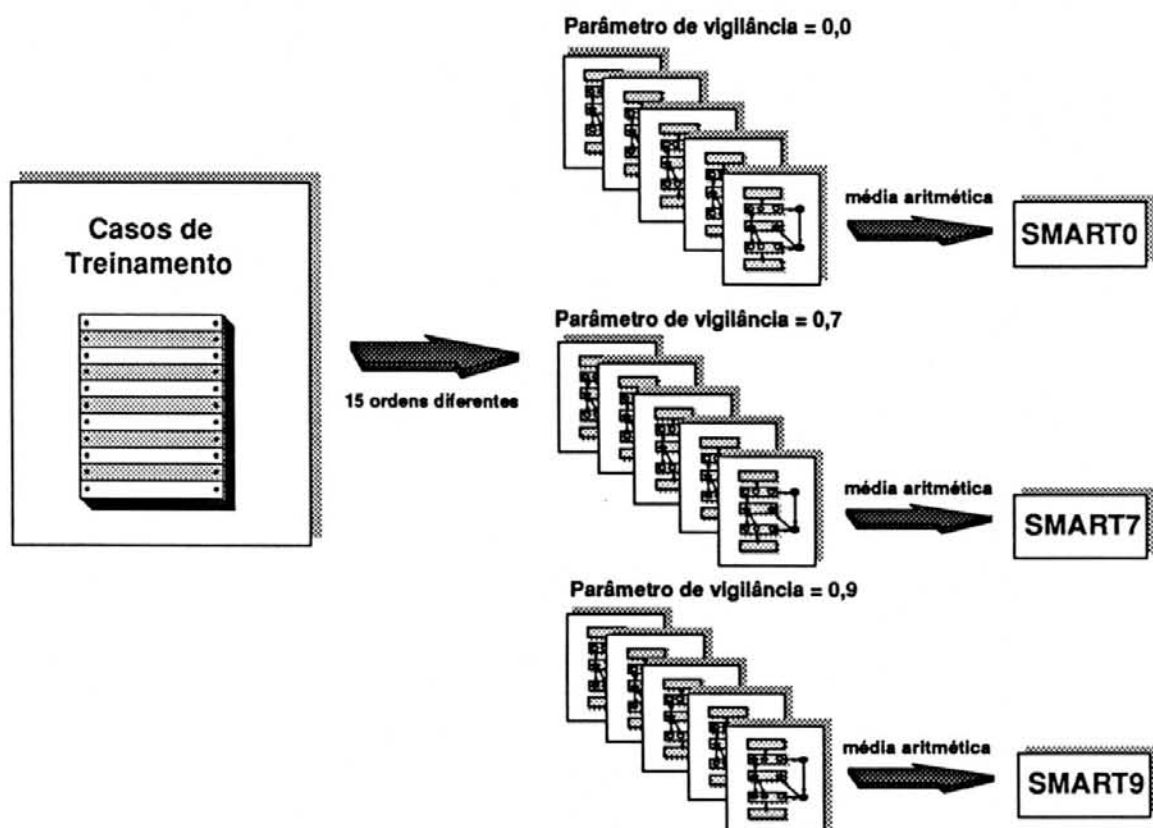 Parâmetro de vigilância = 0,0
Casos de
Treinamento
média aritmética
SMART0
Parâmetro de vigilância = 0,7
15 ordens diferentes
média aritmética
SMART7
Parâmetro de vigilância = 0,9
média aritmética
SMART9